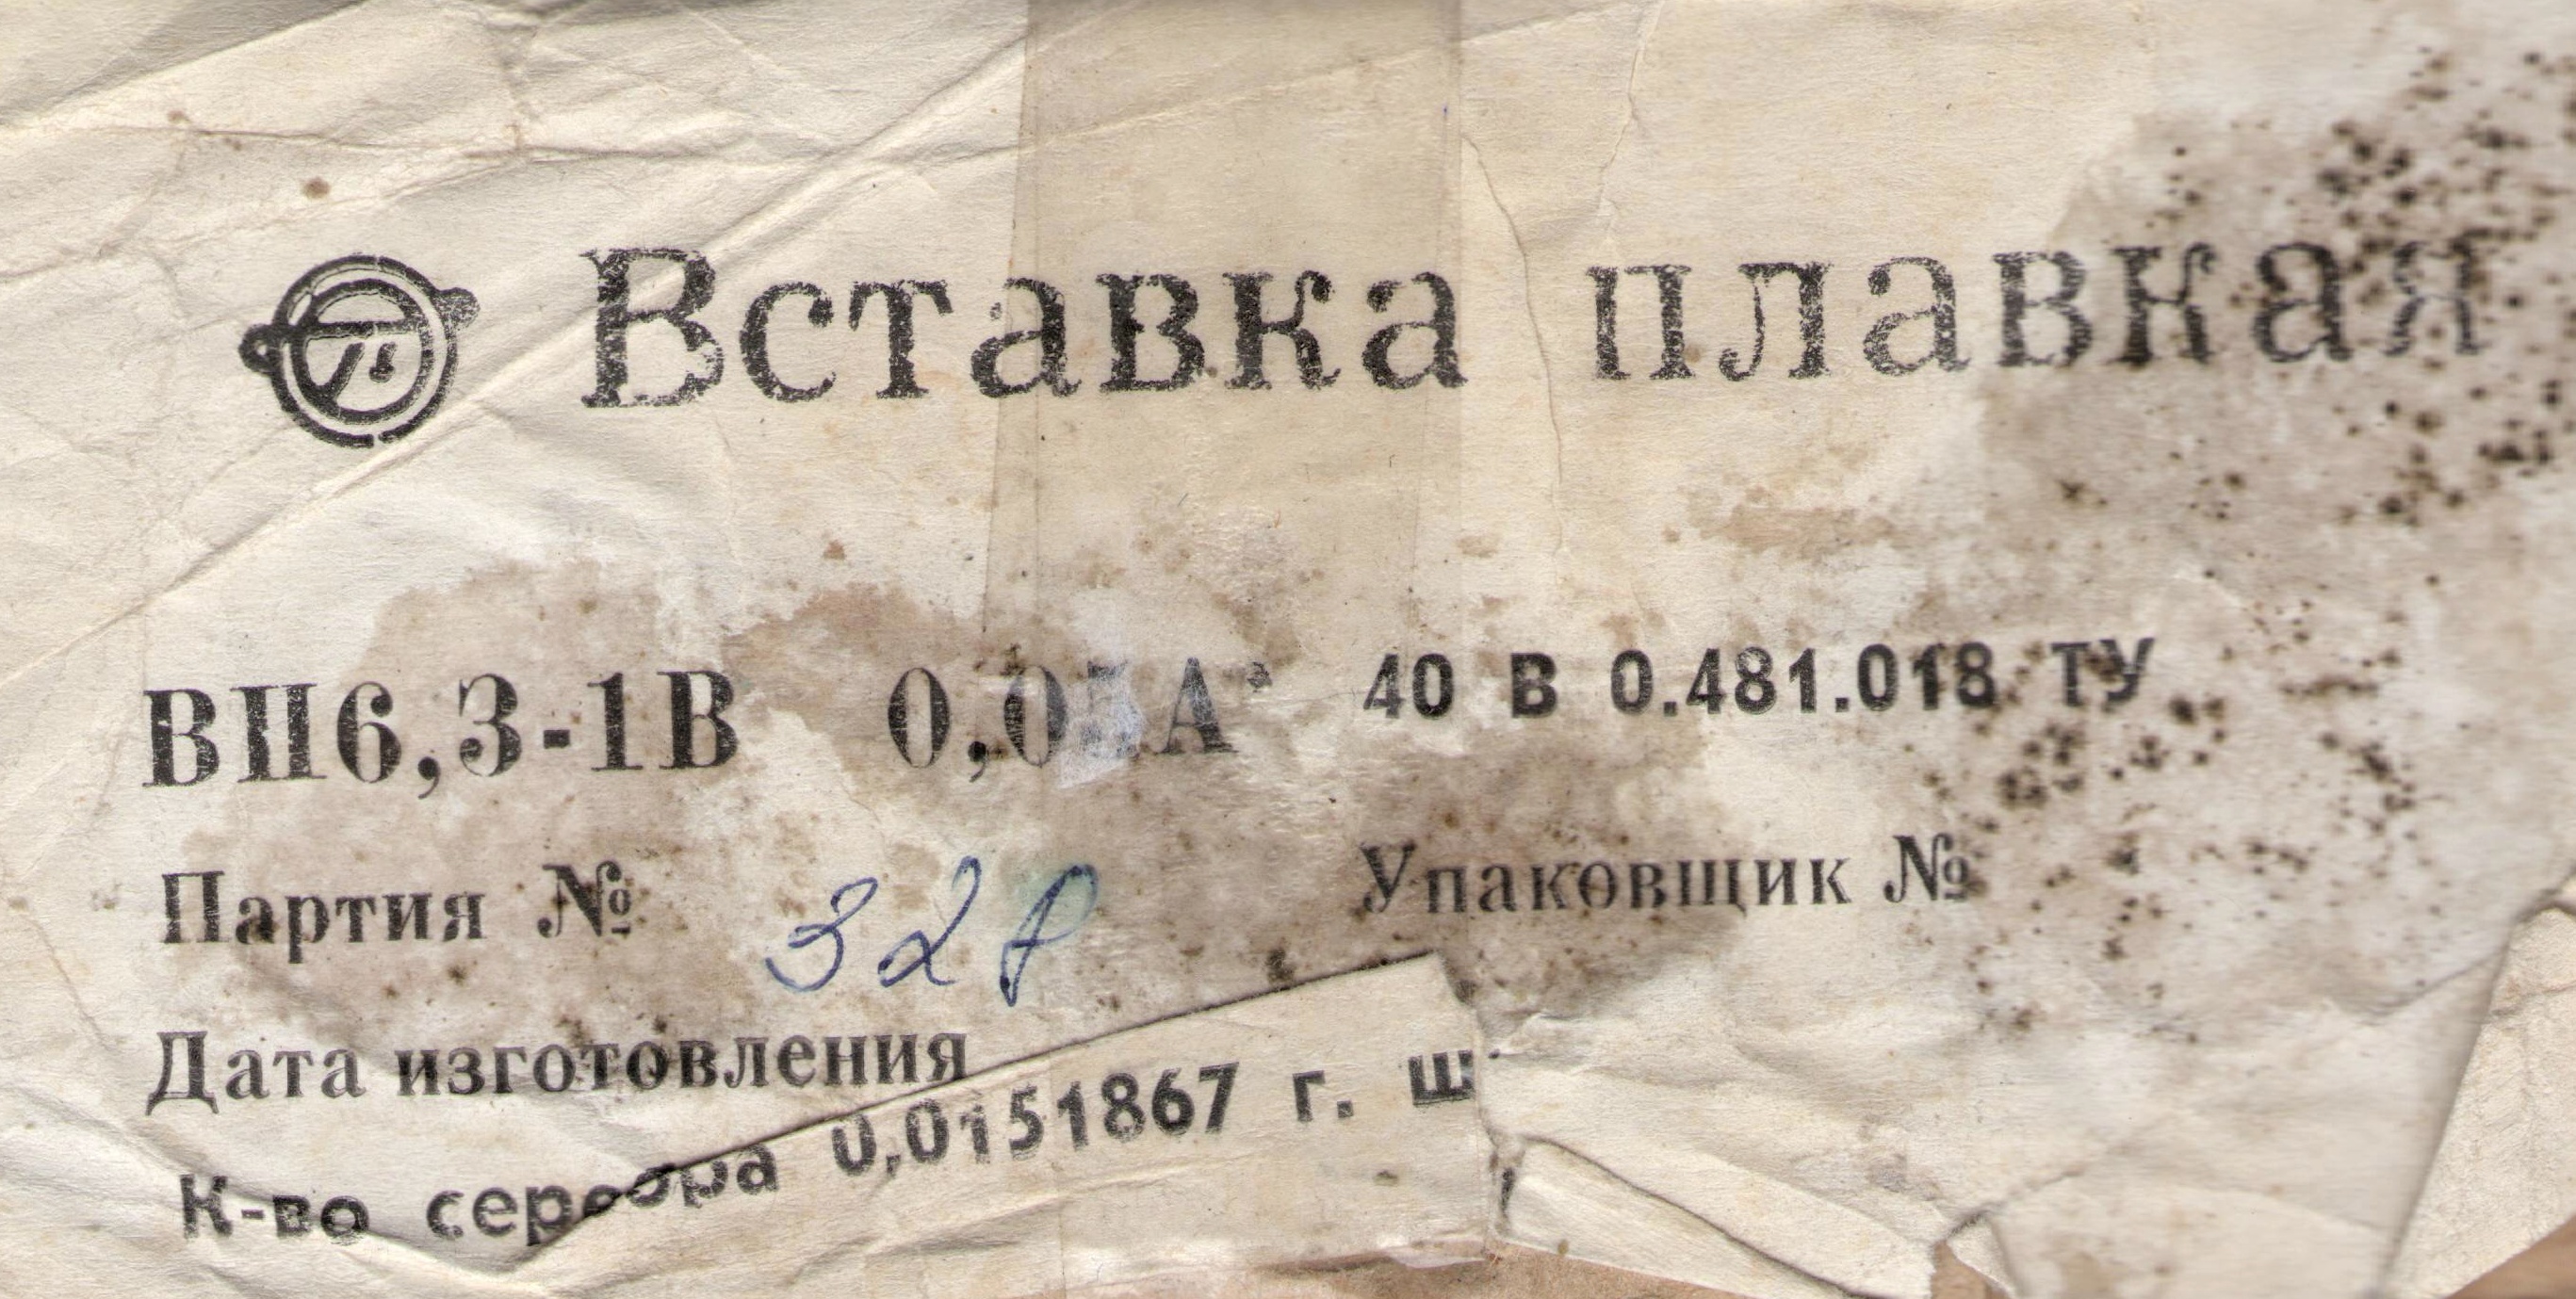 Вставка плавкая
ВП6,3-1В А 40 В 0.481.018 ТУ
Партия № 328 Упаковщик №
Дата изготовления
К-во серебра 0,0151867 г. ш